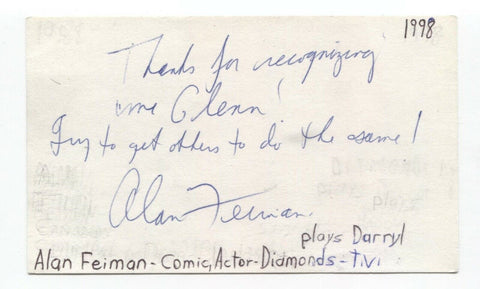 1998
Thanks for recognizing
me Glenn!
Try to get others to do the same!
Alan Feiman.
plays Darryl
Alan Feiman - Comic, Actor - Didmonds - T.V.